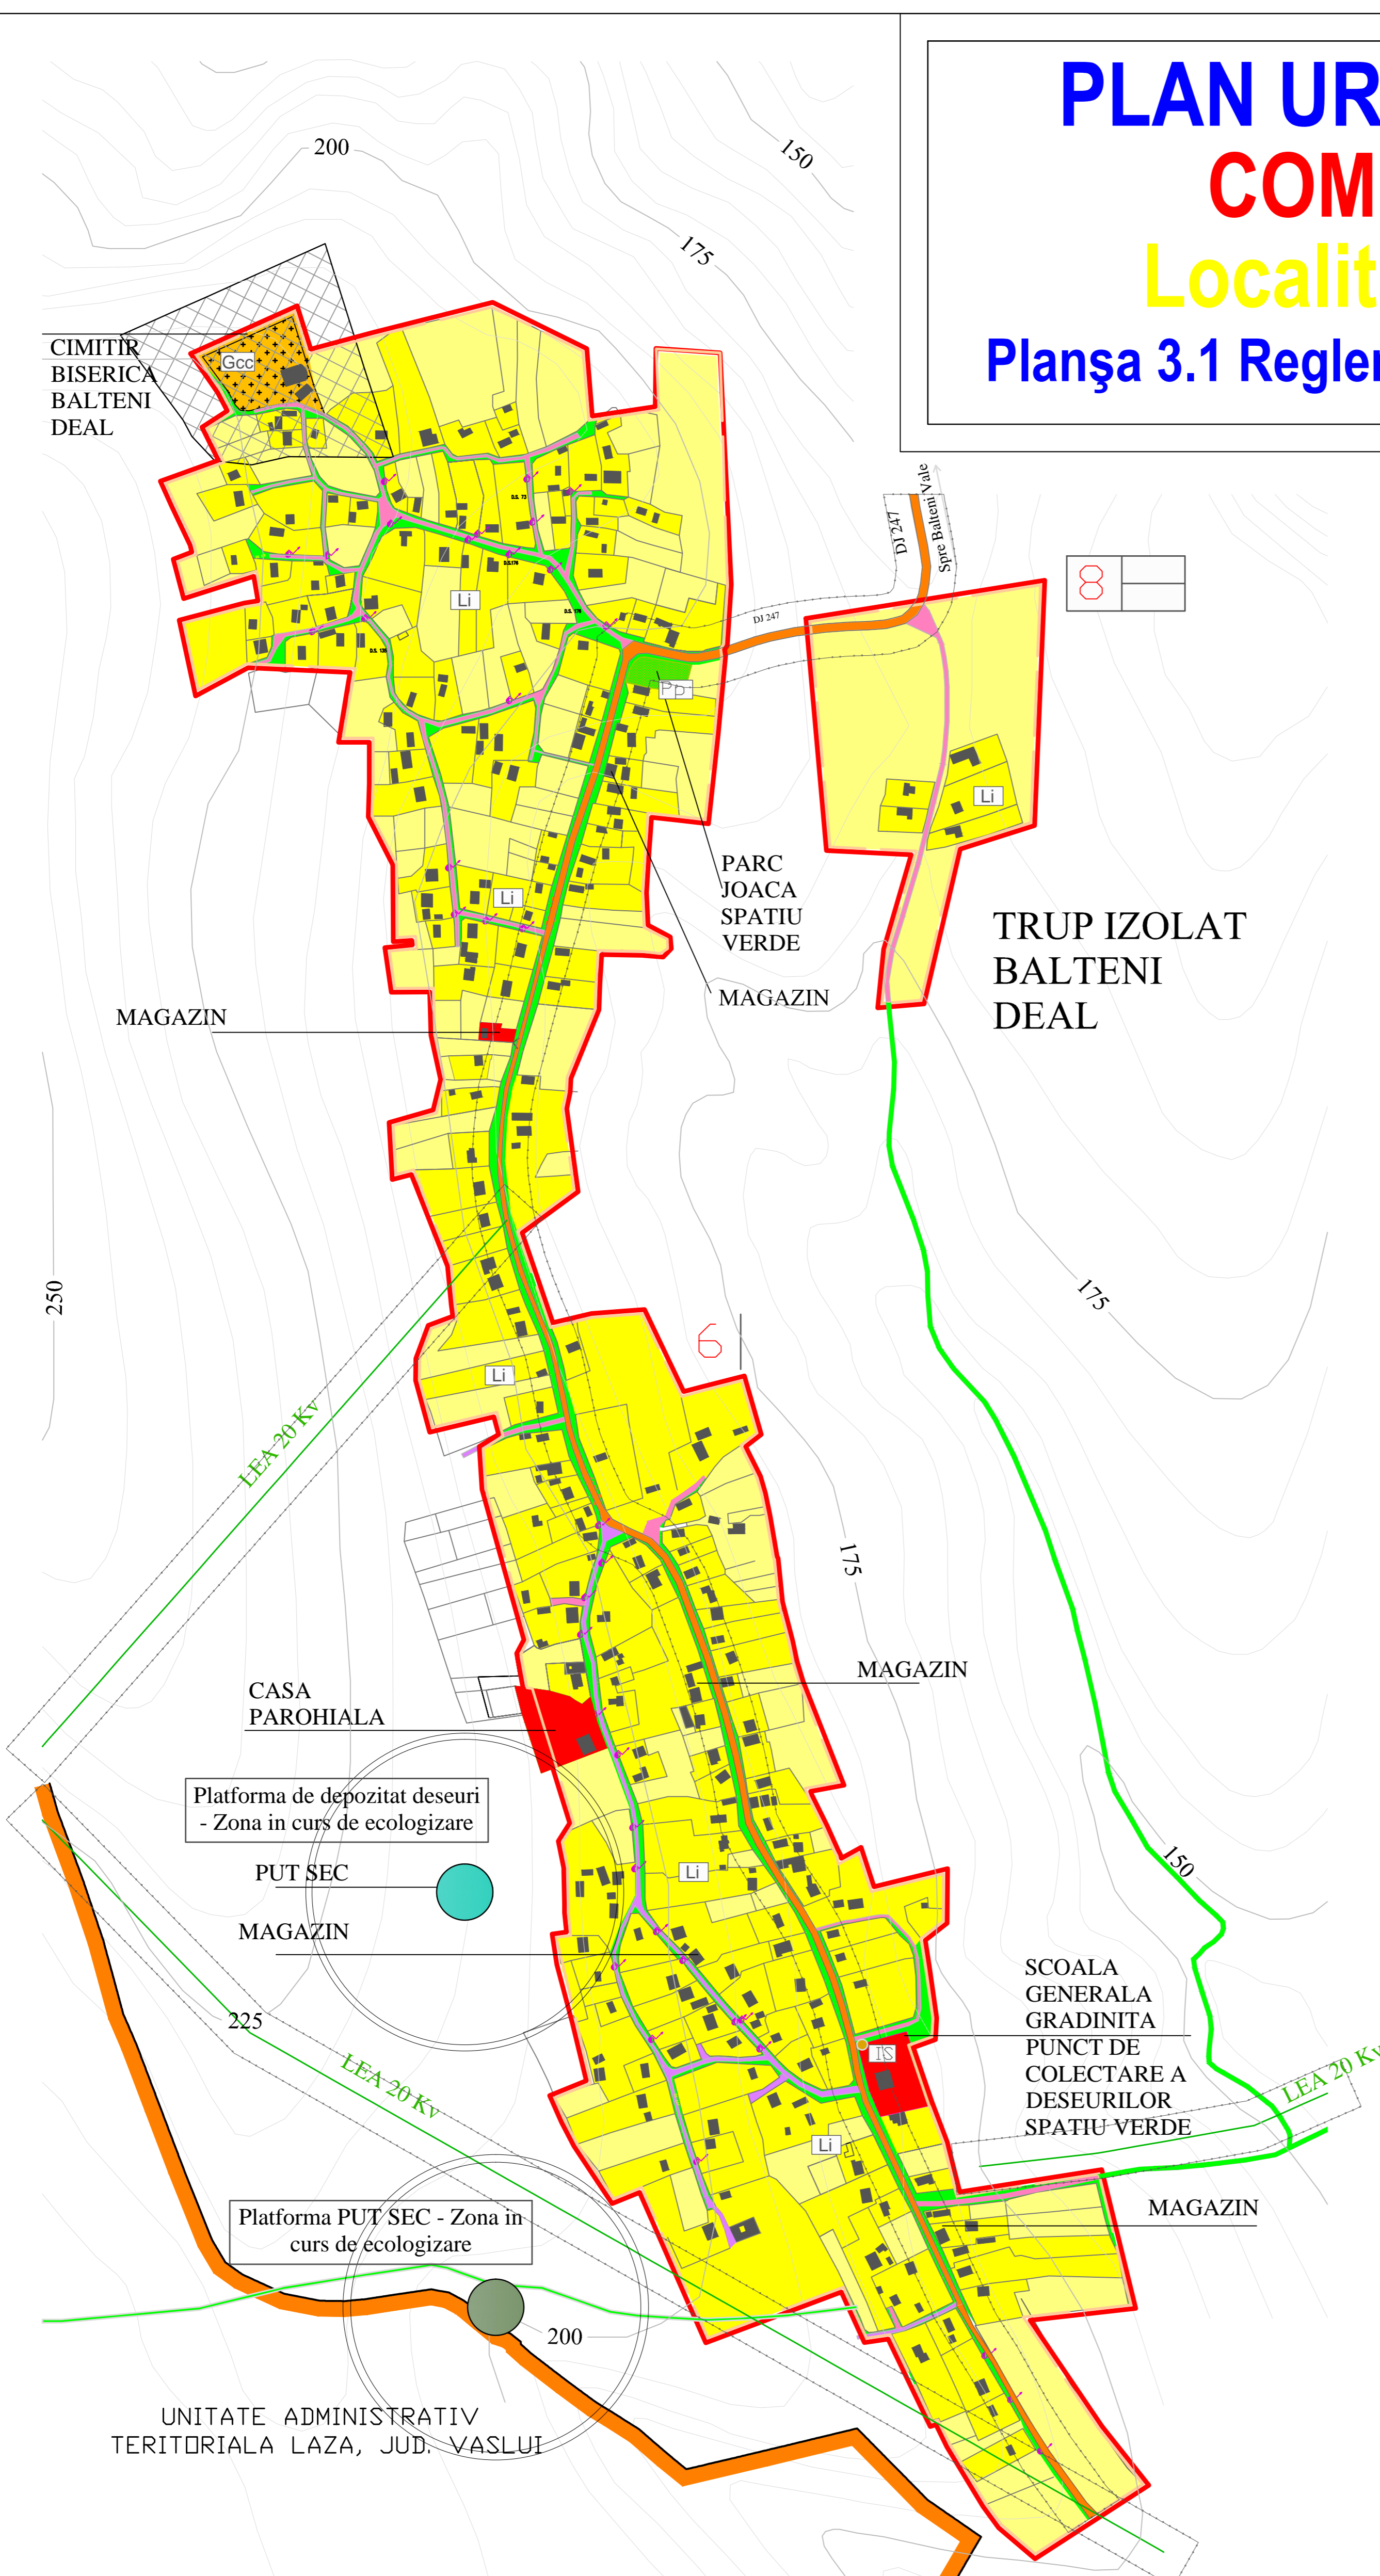 PLAN UR
COM
Localit
Planşa 3.1 Regler
200
150
175
CIMITIR
BISERICA
BALTENI
DEAL
Gcc
D.S. 73
D.S.176
Li
D.S. 174
DJ 247
Spre Balteni Vale
DJ 247
8
Pp
Li
Li
PARC
JOACA
SPATIU
VERDE
MAGAZIN
TRUP IZOLAT
BALTENI
DEAL
MAGAZIN
250
175
6
Li
LEA 20 Kv
175
MAGAZIN
CASA
PAROHIALA
Platforma de depozitat deseuri
- Zona in curs de ecologizare
PUT SEC
MAGAZIN
Li
150
225
LEA 20 Kv
SCOALA
GENERALA
GRADINITA
PUNCT DE
COLECTARE A
DESEURILOR
SPATIU VERDE
IS
LEA 20 Kv
Li
MAGAZIN
Platforma PUT SEC - Zona in
curs de ecologizare
200
UNITATE ADMINISTRATIV
TERITORIALA LAZA, JUD. VASLUI